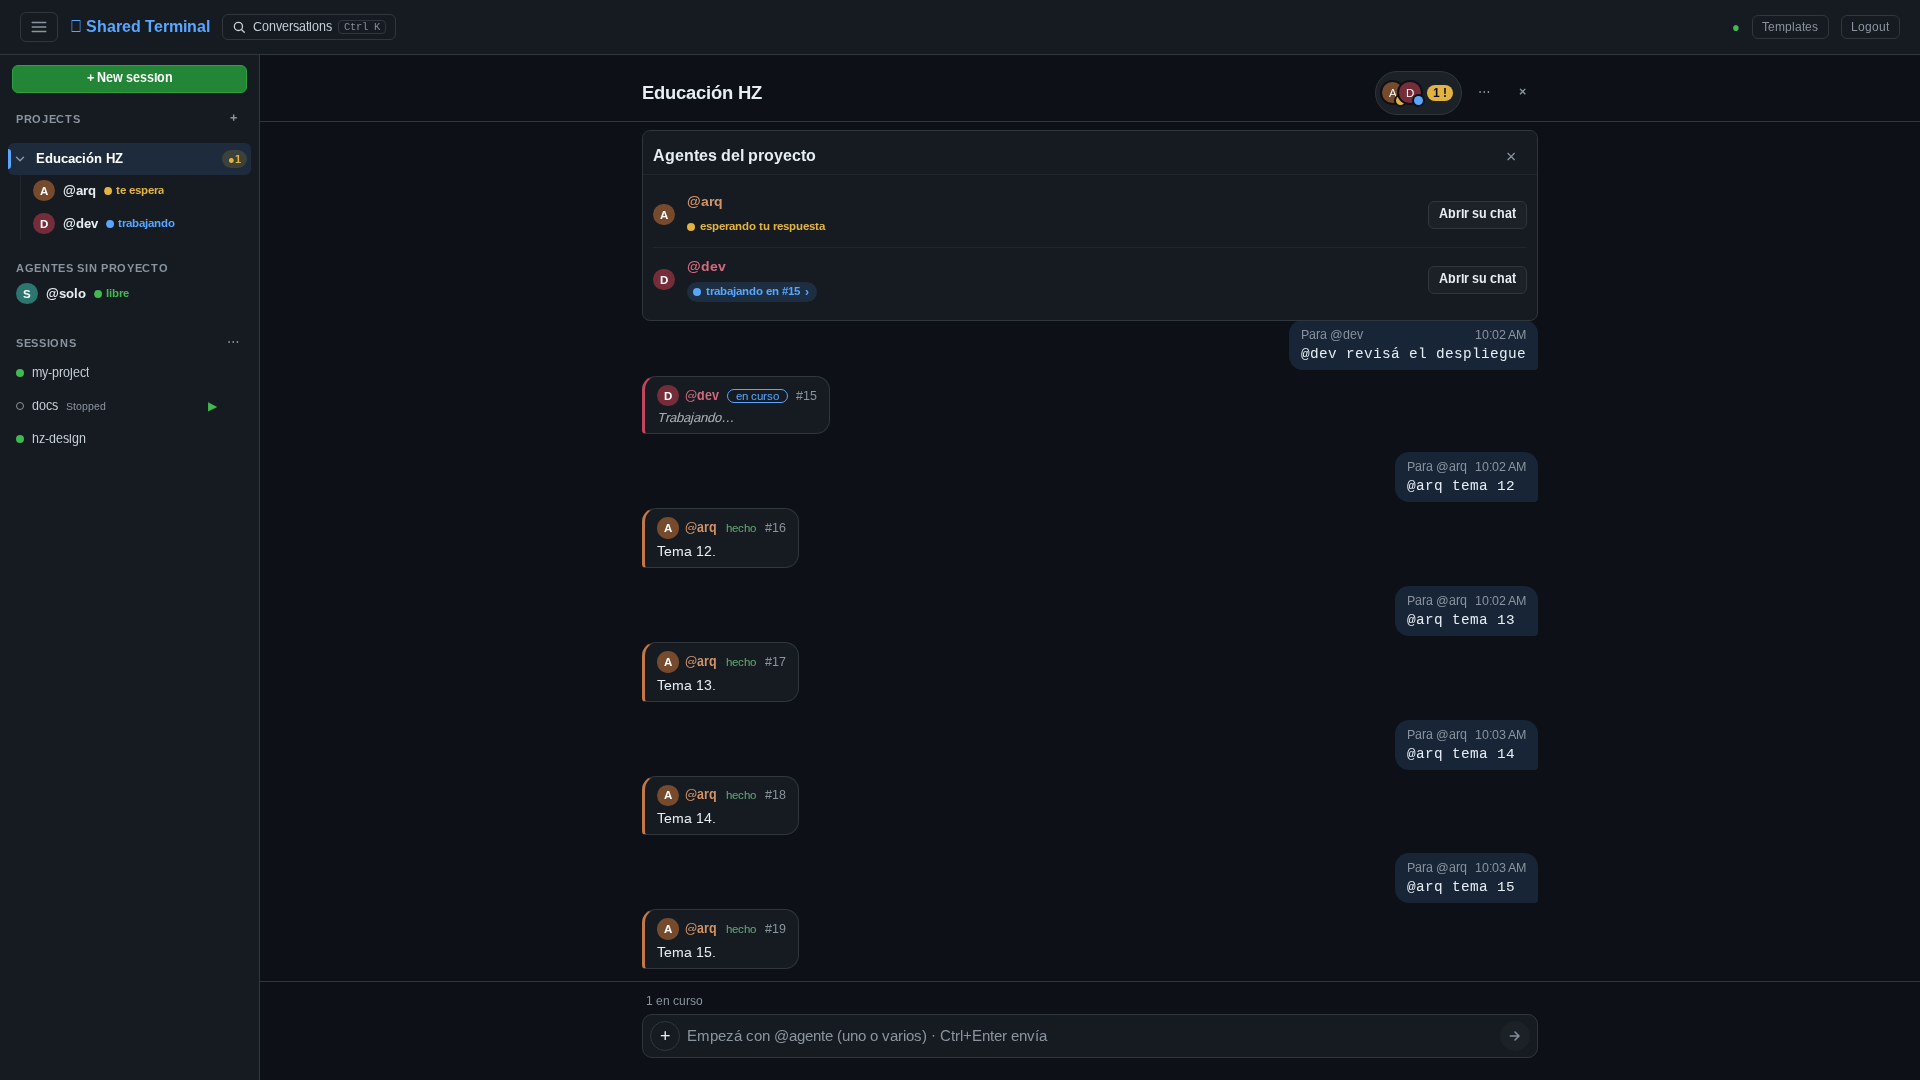 Shared Terminal
Conversations Ctrl K
Templates
Logout
+ New session
PROJECTS +
Educación HZ ●1
A @arq te espera
D @dev trabajando
AGENTES SIN PROYECTO
S @solo libre
SESSIONS ...
my-project
docs Stopped
hz-design
Educación HZ
A D 1 ! ... ×
Agentes del proyecto ×
A @arq
esperando tu respuesta
Abrir su chat
D @dev
trabajando en #15 ›
Abrir su chat
Para @dev 10:02 AM
@dev revisá el despliegue
D @dev en curso #15
Trabajando…
Para @arq 10:02 AM
@arq tema 12
A @arq hecho #16
Tema 12.
Para @arq 10:02 AM
@arq tema 13
A @arq hecho #17
Tema 13.
Para @arq 10:03 AM
@arq tema 14
A @arq hecho #18
Tema 14.
Para @arq 10:03 AM
@arq tema 15
A @arq hecho #19
Tema 15.
1 en curso
+ Empezá con @agente (uno o varios) · Ctrl+Enter envía